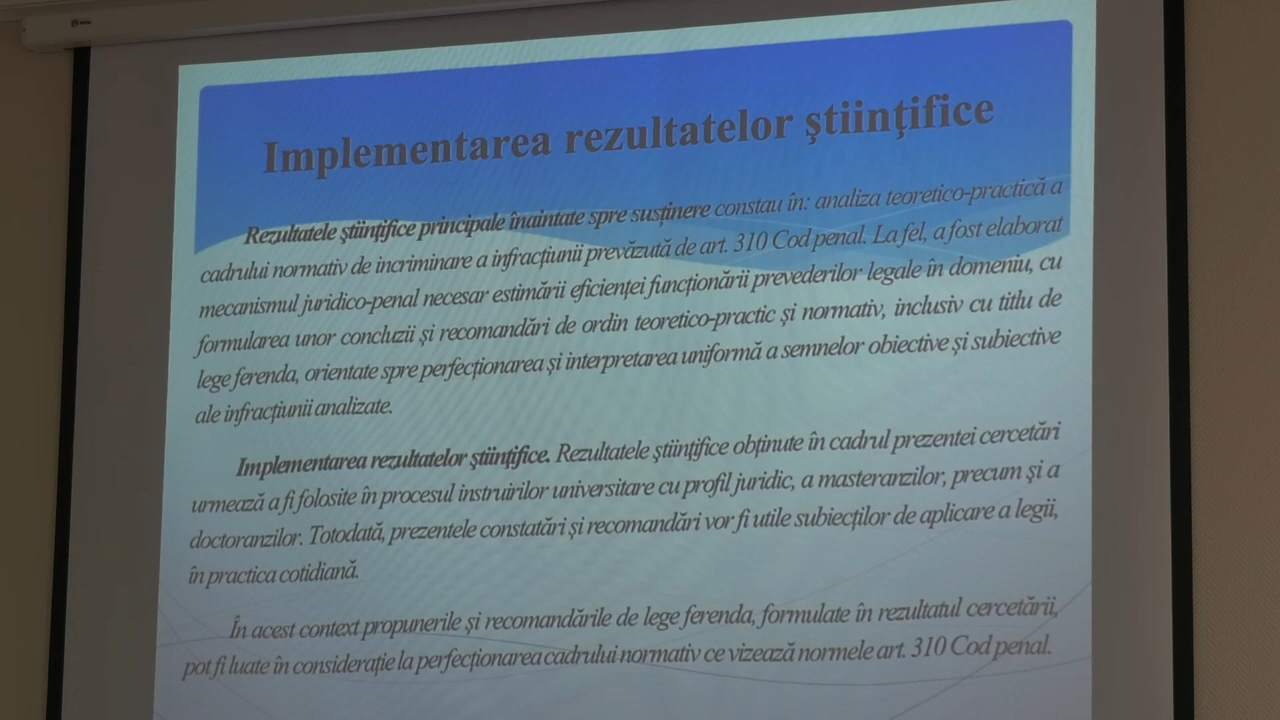 Implementarea rezultatelor ştiinţifice
Rezultatele ştiinţifice principale înaintate spre susţinere constau în: analiza teoretico-practică a
cadrului normativ de incriminare a infracţiunii prevăzută de art. 310 Cod penal. La fel, a fost elaborat
mecanismul juridico-penal necesar estimării eficienţei funcţionării prevederilor legale în domeniu, cu
formularea unor concluzii şi recomandări de ordin teoretico-practic şi normativ, inclusiv cu titlu de
lege ferenda, orientate spre perfecţionarea şi interpretarea uniformă a semnelor obiective şi subiective
ale infracţiunii analizate.
Implementarea rezultatelor ştiinţifice. Rezultatele ştiinţifice obţinute în cadrul prezentei cercetări
urmează a fi folosite în procesul instruirilor universitare cu profil juridic, a masteranzilor, precum şi a
doctoranzilor. Totodată, prezentele constatări şi recomandări vor fi utile subiecţilor de aplicare a legii,
în practica cotidiană.
În acest context propunerile şi recomandările de lege ferenda, formulate în rezultatul cercetării,
pot fi luate în consideraţie la perfecţionarea cadrului normativ ce vizează normele art. 310 Cod penal.